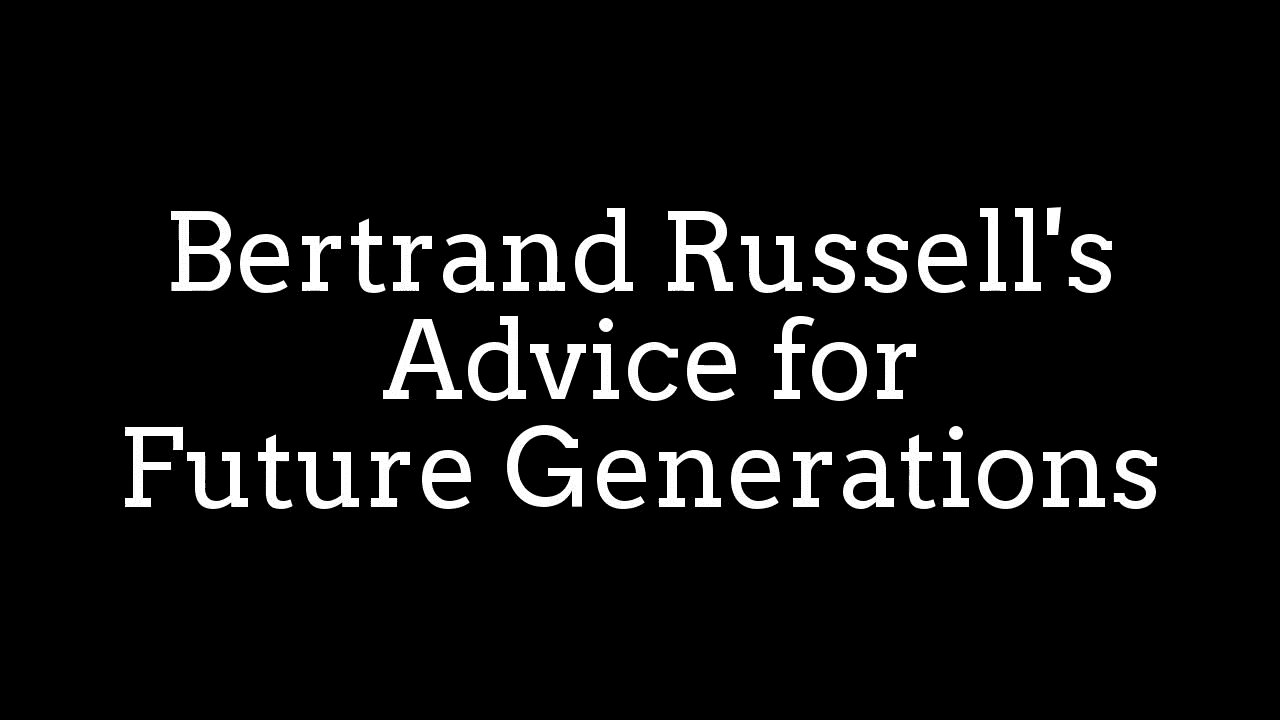 Bertrand Russell's
Advice for
Future Generations